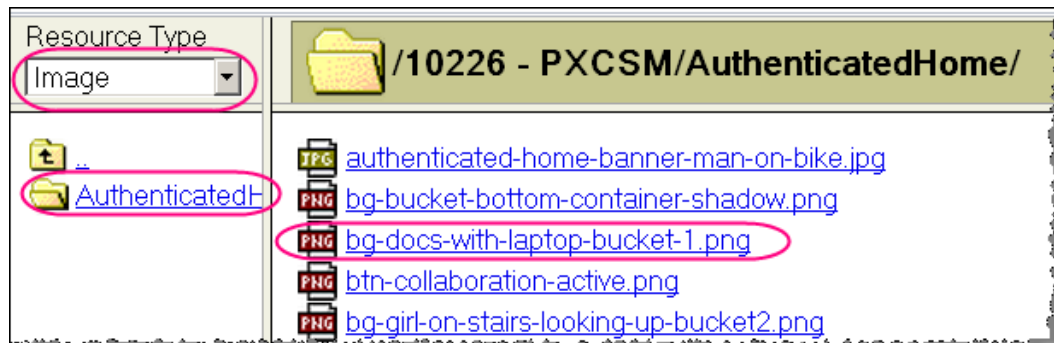 Resource Type
Image
..
AuthenticatedH
/10226 - PXCSM/AuthenticatedHome/
JPG authenticated-home-banner-man-on-bike.jpg
PNG bg-bucket-bottom-container-shadow.png
PNG bg-docs-with-laptop-bucket-1.png
PNG btn-collaboration-active.png
PNG bg-girl-on-stairs-looking-up-bucket2.png